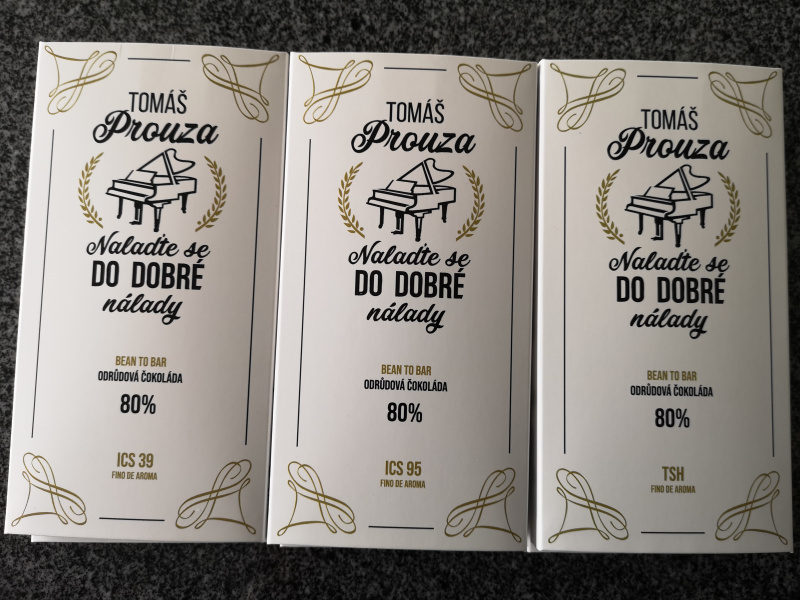 TOMÁŠ
Prouza
Nalaďte se
DO DOBRÉ
nálady
BEAN TO BAR
ODRŮDOVÁ ČOKOLÁDA
80%
ICS 39
FINO DE AROMA
TOMÁŠ
Prouza
Nalaďte se
DO DOBRÉ
nálady
BEAN TO BAR
ODRŮDOVÁ ČOKOLÁDA
80%
ICS 95
FINO DE AROMA
TOMÁŠ
Prouza
Nalaďte se
DO DOBRÉ
nálady
BEAN TO BAR
ODRŮDOVÁ ČOKOLÁDA
80%
TSH
FINO DE AROMA